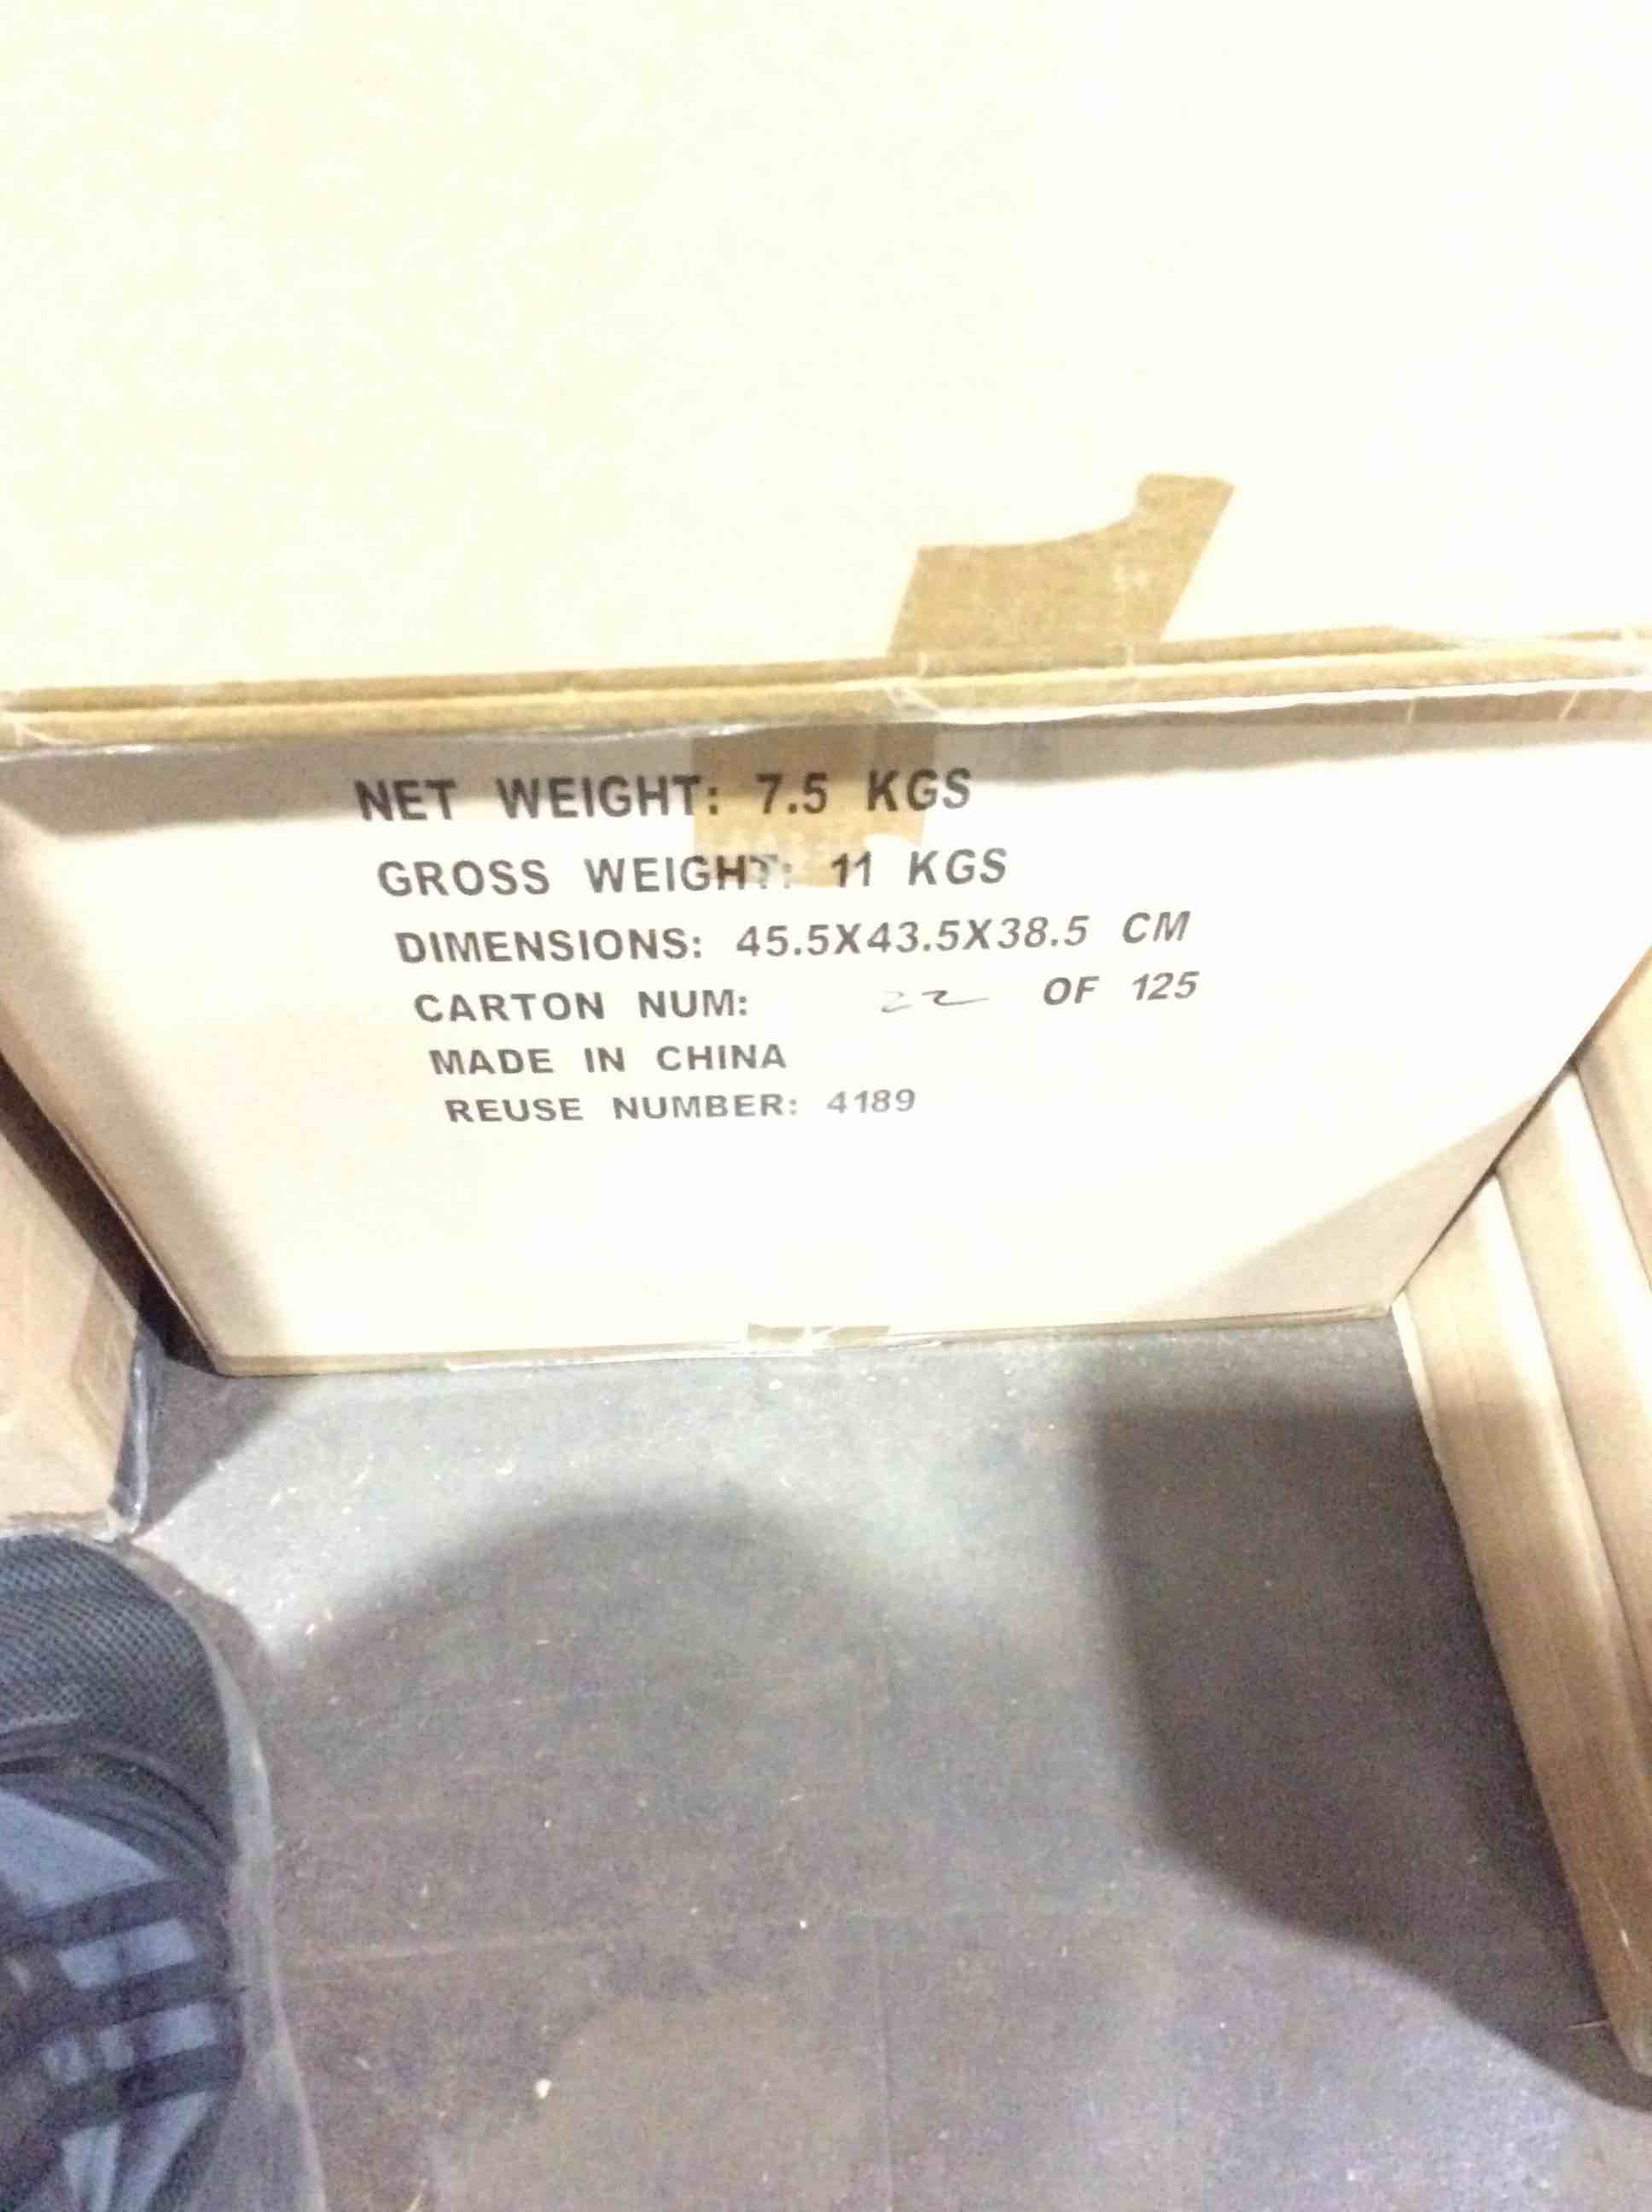 NET WEIGHT: 7.5 KGS
GROSS WEIGHT: 11 KGS
DIMENSIONS: 45.5X43.5X38.5 CM
CARTON NUM: 22 OF 125
MADE IN CHINA
REUSE NUMBER: 4189